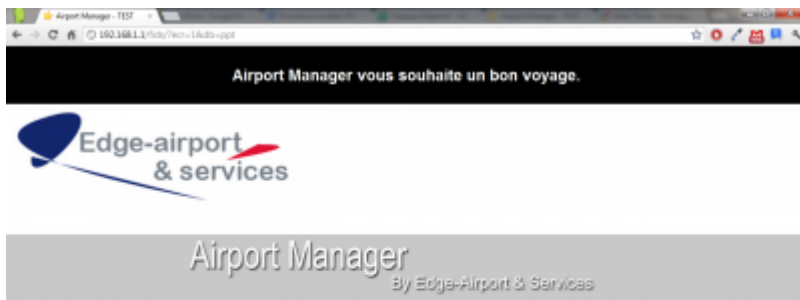 Airport Manager - TEST
Airport Manager vous souhaite un bon voyage.
Edge-airport
& services
Airport Manager
By Edge-Airport & Services